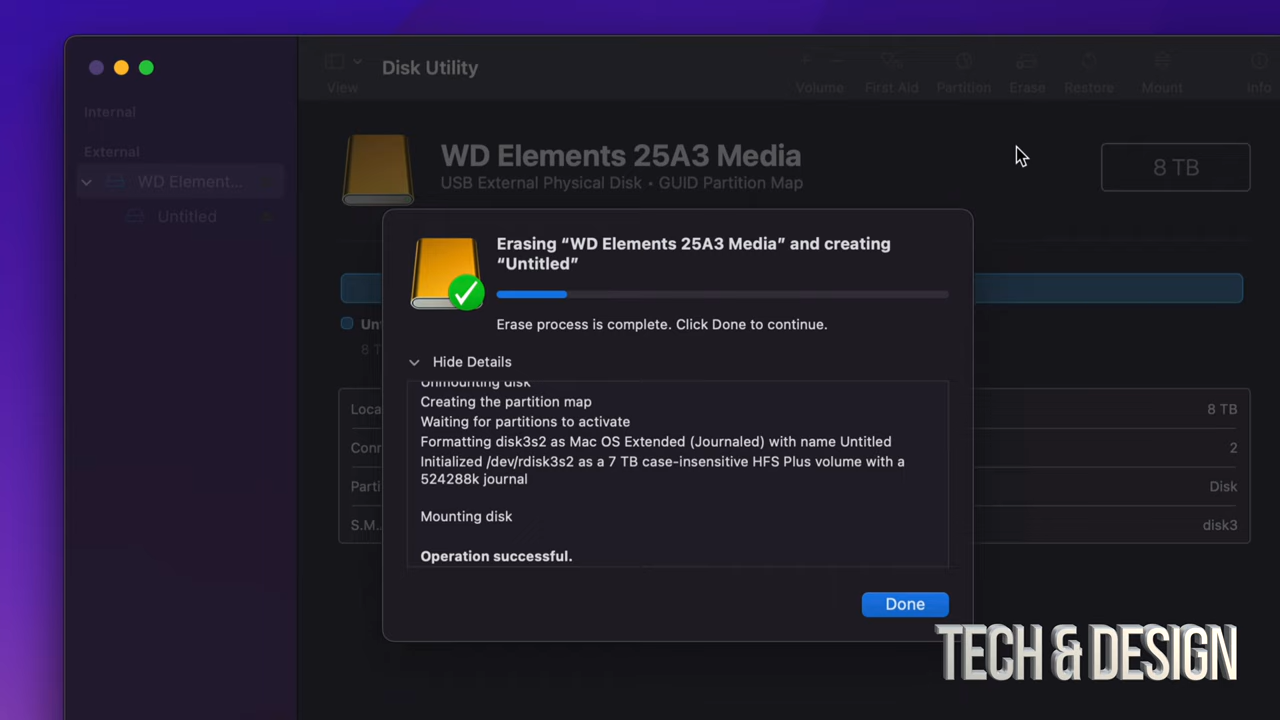 Disk Utility
View
Volume
First Aid
Partition
Erase
Restore
Mount
Info
Internal
External
WD Element...
Untitled
WD Elements 25A3 Media
USB External Physical Disk • GUID Partition Map
8 TB
Erasing “WD Elements 25A3 Media” and creating
“Untitled”
Erase process is complete. Click Done to continue.
Hide Details
Unmounting disk
Creating the partition map
Waiting for partitions to activate
Formatting disk3s2 as Mac OS Extended (Journaled) with name Untitled
Initialized /dev/rdisk3s2 as a 7 TB case-insensitive HFS Plus volume with a
524288k journal
Mounting disk
Operation successful.
Done
8 TB
2
Disk
disk3
TECH & DESIGN